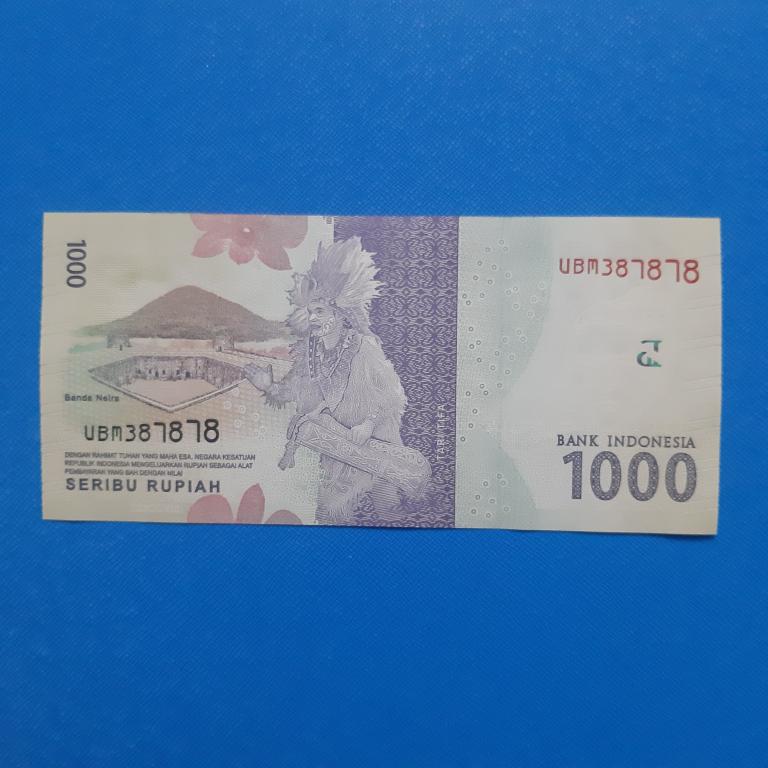 1000
UBM387878
Banda Neira
UBM387878
DENGAN RAHMAT TUHAN YANG MAHA ESA, NEGARA KESATUAN
REPUBLIK INDONESIA MENGELUARKAN RUPIAH SEBAGAI ALAT
PEMBAYARAN YANG SAH DENGAN NILAI
SERIBU RUPIAH
TARI TIFA
BANK INDONESIA
1000